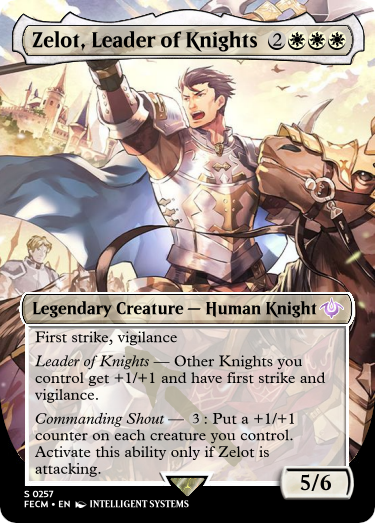 Zelot, Leader of Knights 2
Legendary Creature — Human Knight
First strike, vigilance
Leader of Knights — Other Knights you
control get +1/+1 and have first strike and
vigilance.
Commanding Shout — 3 : Put a +1/+1
counter on each creature you control.
Activate this ability only if Zelot is
attacking.
5/6
S 0257
FECM • EN INTELLIGENT SYSTEMS